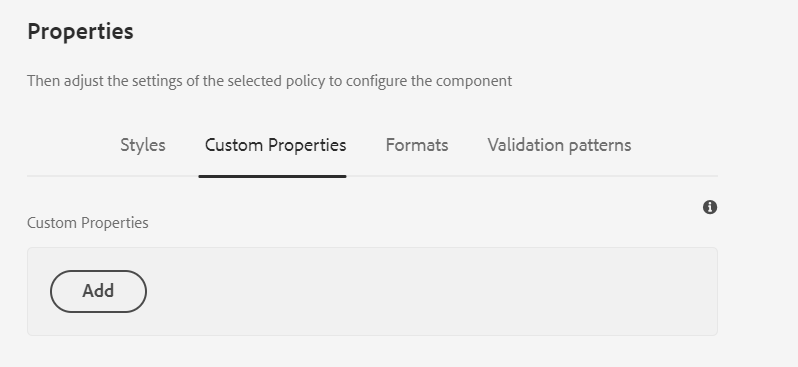 Properties
Then adjust the settings of the selected policy to configure the component
Styles Custom Properties Formats Validation patterns
Custom Properties
Add